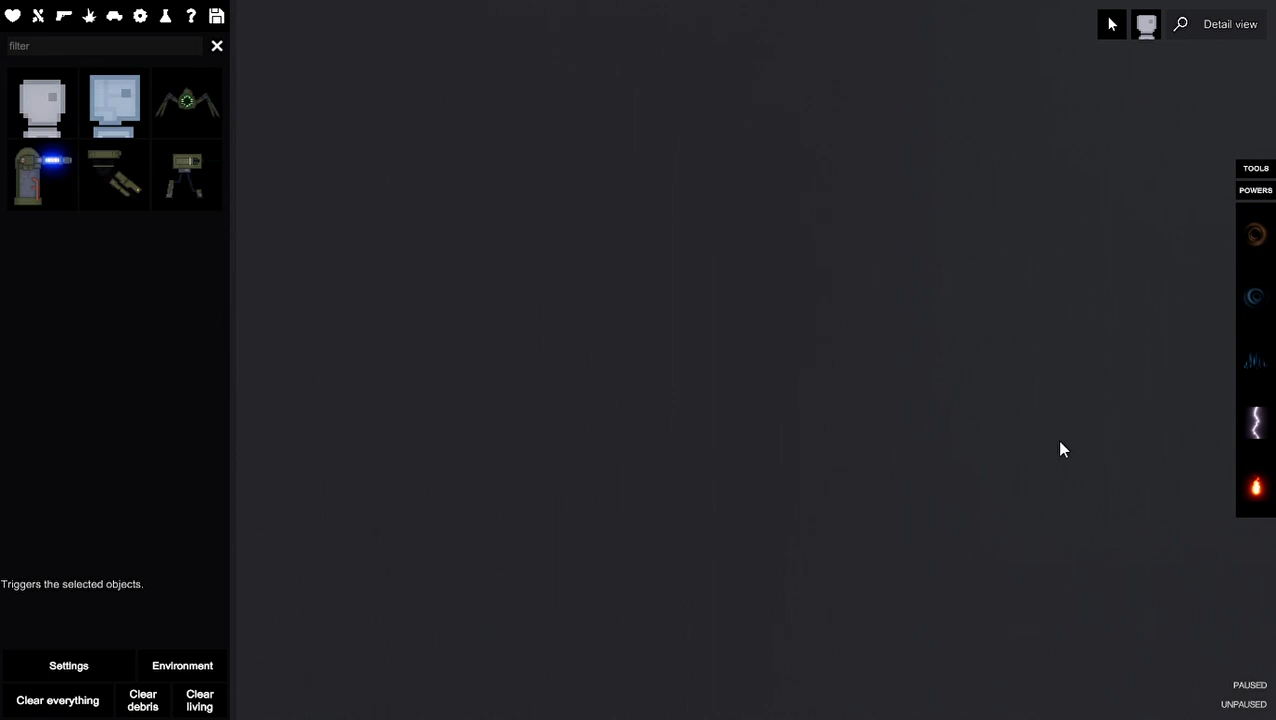 filter
Detail view
TOOLS
POWERS
Triggers the selected objects.
Settings
Environment
Clear everything
Clear
debris
Clear
living
PAUSED
UNPAUSED